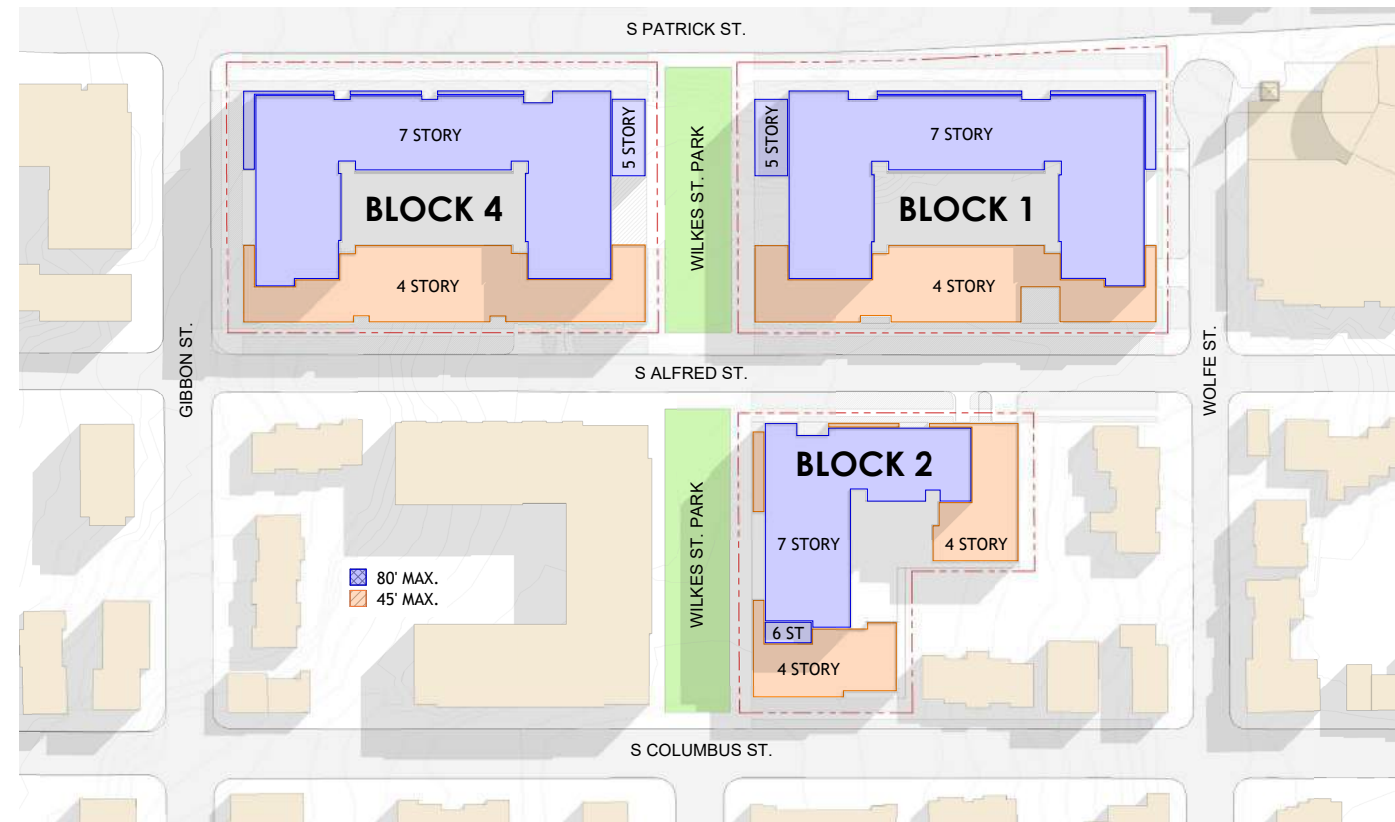 S PATRICK ST.
7 STORY
5 STORY
WILKES ST. PARK
5 STORY
7 STORY
BLOCK 4
BLOCK 1
4 STORY
4 STORY
GIBBON ST.
S ALFRED ST.
WOLFE ST.
BLOCK 2
WILKES ST. PARK
7 STORY
4 STORY
80' MAX.
45' MAX.
6 ST
4 STORY
S COLUMBUS ST.